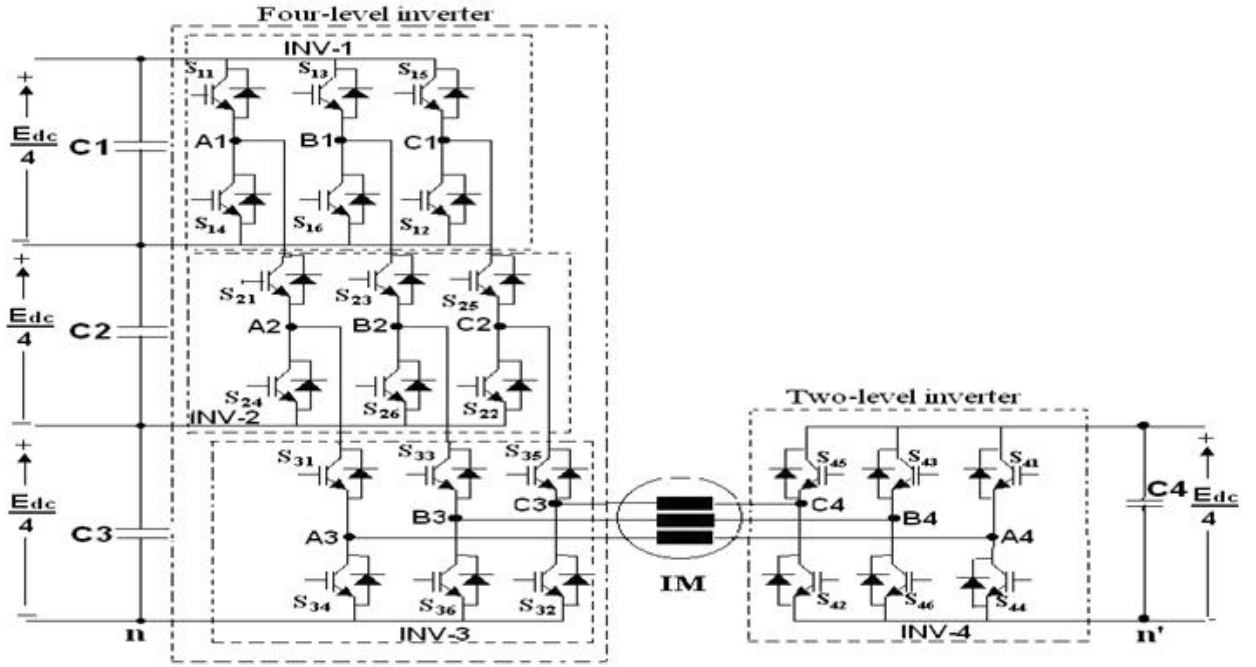 Four-level inverter
INV-1
S11 S13 S15
+
Edc
4
C1
A1 B1 C1
S14 S16 S12
+
Edc
4
C2
S21 S23 S25
A2 B2 C2
S24 S26 S22
INV-2
Two-level inverter
+
Edc
4
C3
S31 S33 S35
C3
B3
A3
S34 S36 S32
INV-3
n
IM
S45 S43 S41
C4
B4
A4
S42 S46 S44
INV-4
+
C4
Edc
4
n'